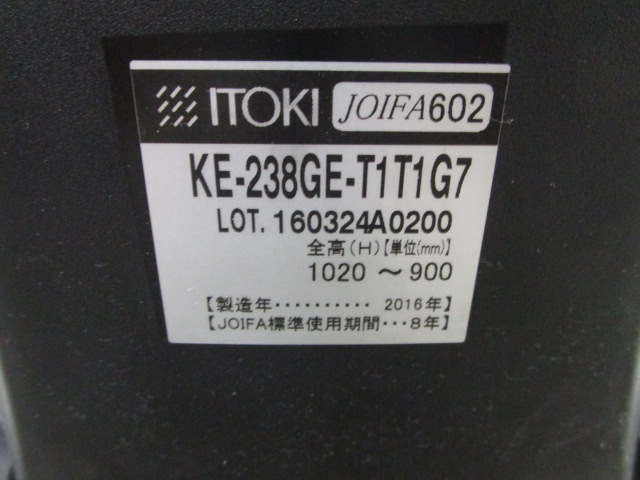 ITOKI JOIFA602
KE-238GE-T1T1G7
LOT. 160324A0200
全高(H)【単位(mm)】
1020 ～ 900
【製造年‥‥‥‥‥ 2016年】
【JOIFA標準使用期間…8年】